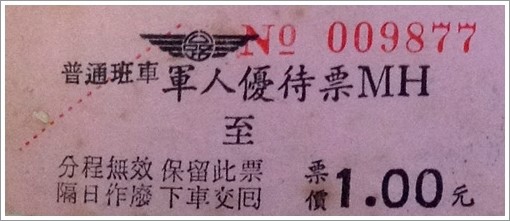 Nº 009877
普通班車 軍人優待票MH
至
分程無效 保留此票
隔日作廢 下車交回
票價 1.00元